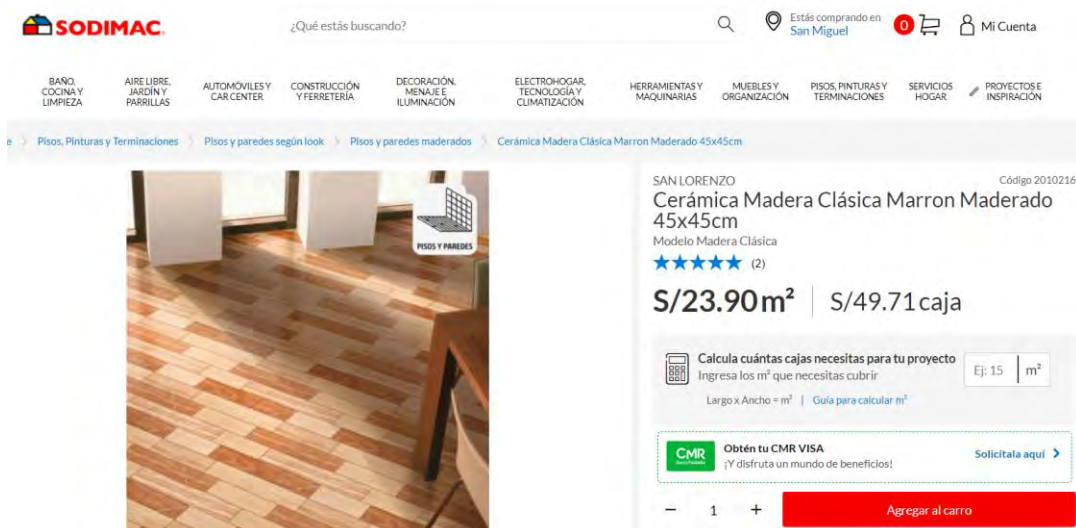 SODIMAC.
¿Qué estás buscando?
Estás comprando en
San Miguel
0
Mi Cuenta
BAÑO,
COCINA Y
LIMPIEZA
AIRE LIBRE,
JARDÍN Y
PARRILLAS
AUTOMÓVILES Y
CAR CENTER
CONSTRUCCIÓN
Y FERRETERÍA
DECORACIÓN,
MENAJE E
ILUMINACIÓN
ELECTROHOGAR,
TECNOLOGÍA Y
CLIMATIZACIÓN
HERRAMIENTAS Y
MAQUINARIAS
MUEBLES Y
ORGANIZACIÓN
PISOS, PINTURAS Y
TERMINACIONES
SERVICIOS
HOGAR
PROYECTOS E
INSPIRACIÓN
e > Pisos, Pinturas y Terminaciones > Pisos y paredes según look > Pisos y paredes maderados > Cerámica Madera Clásica Marron Maderado 45x45cm
PISOS Y PAREDES
SAN LORENZO
Código 2010216
Cerámica Madera Clásica Marron Maderado
45x45cm
Modelo Madera Clásica
(2)
S/23.90 m² | S/49.71 caja
Calcula cuántas cajas necesitas para tu proyecto
Ingresa los m² que necesitas cubrir
Ej: 15 | m²
Largo x Ancho = m² | Guía para calcular m²
CMR
Obtén tu CMR VISA
¡Y disfruta un mundo de beneficios!
Solicítala aquí >
− 1 +
Agregar al carro